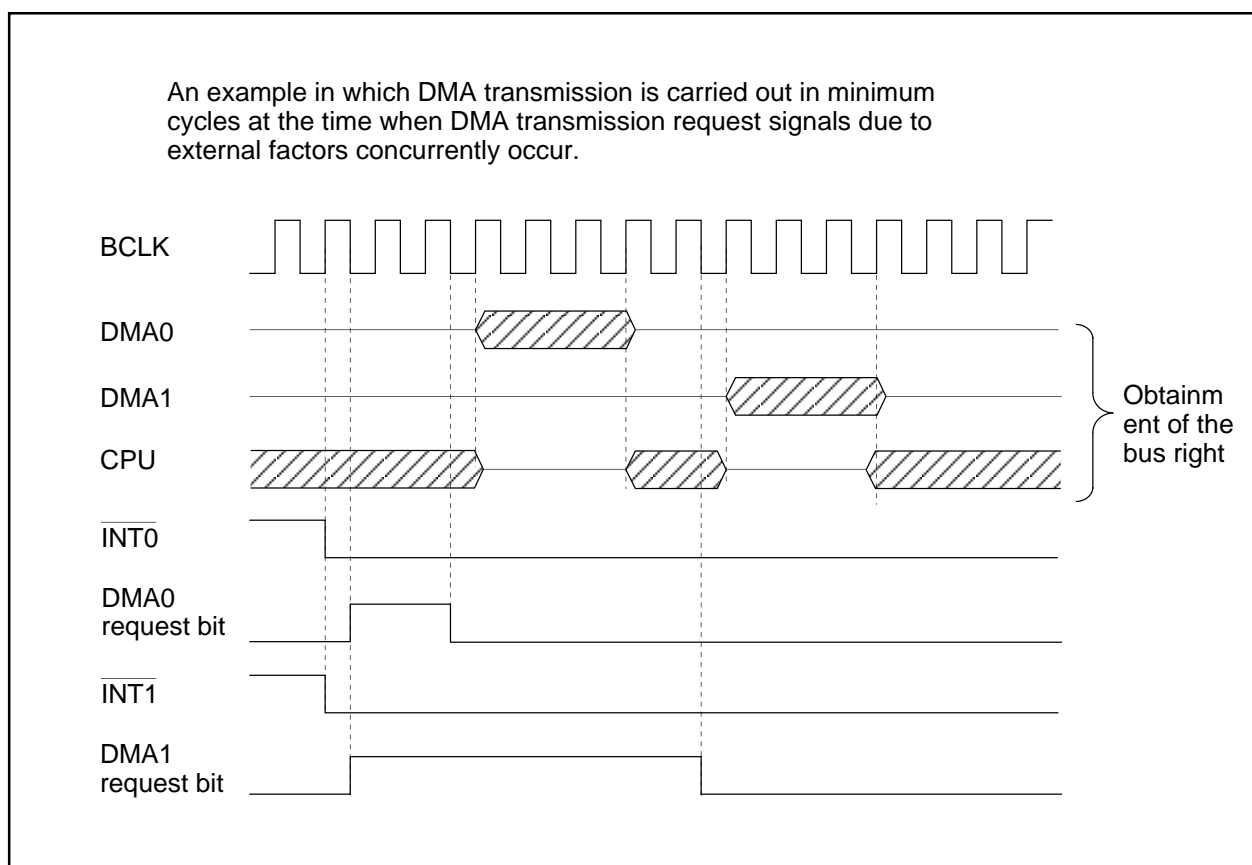 An example in which DMA transmission is carried out in minimum
cycles at the time when DMA transmission request signals due to
external factors concurrently occur.
BCLK
DMA0
DMA1
CPU
Obtainm
ent of the
bus right
INT0
DMA0
request bit
INT1
DMA1
request bit